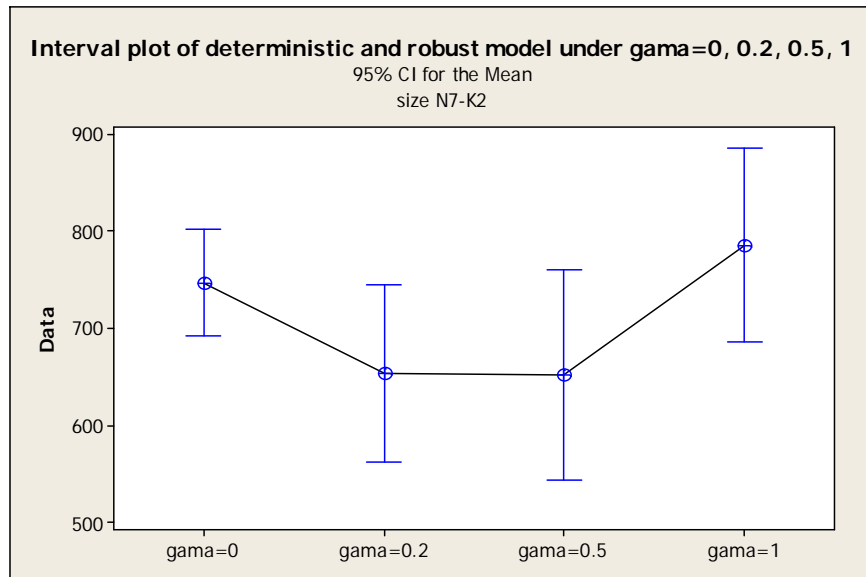 Interval plot of deterministic and robust model under gama=0, 0.2, 0.5, 1
95% CI for the Mean
size N7-K2
900
800
700
600
500
Data
gama=0 gama=0.2 gama=0.5 gama=1